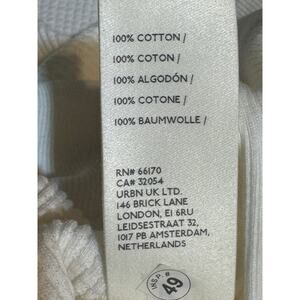 100% COTTON /
100% COTON /
100% ALGODÓN /
100% COTONE /
100% BAUMWOLLE /
RN# 66170
CA# 32054
URBN UK LTD.
146 BRICK LANE
LONDON, E1 6RU
LEIDSESTRAAT 32,
1017 PB AMSTERDAM,
NETHERLANDS
INSP. #
49